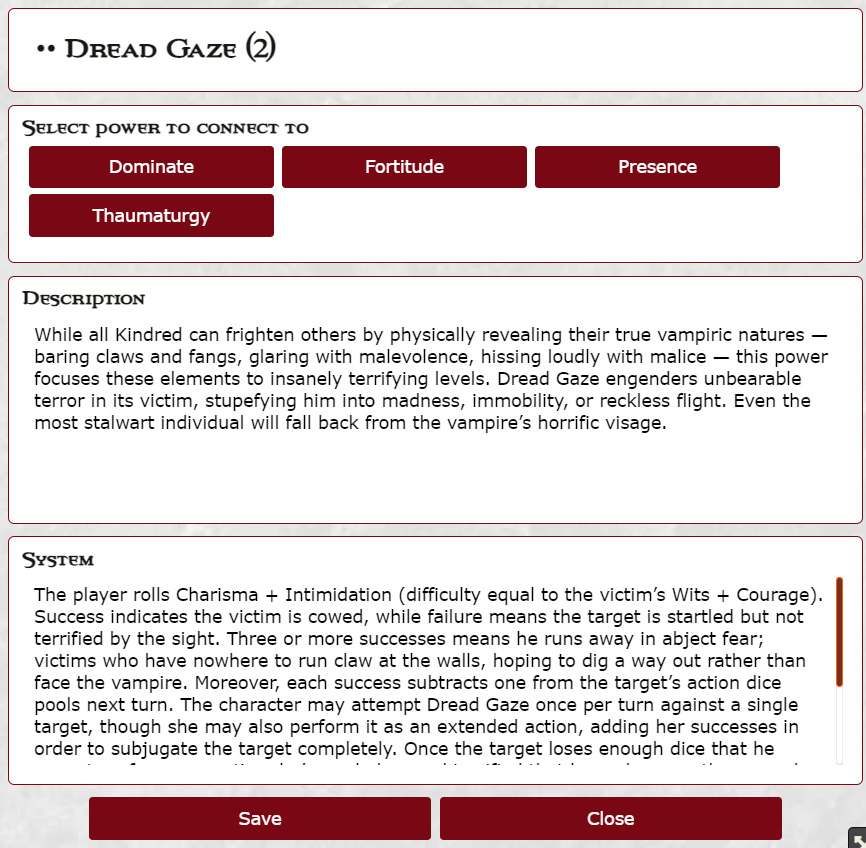 •• Dread Gaze (2)
Select power to connect to
Dominate
Fortitude
Presence
Thaumaturgy
Description
While all Kindred can frighten others by physically revealing their true vampiric natures —
baring claws and fangs, glaring with malevolence, hissing loudly with malice — this power
focuses these elements to insanely terrifying levels. Dread Gaze engenders unbearable
terror in its victim, stupefying him into madness, immobility, or reckless flight. Even the
most stalwart individual will fall back from the vampire’s horrific visage.
System
The player rolls Charisma + Intimidation (difficulty equal to the victim’s Wits + Courage).
Success indicates the victim is cowed, while failure means the target is startled but not
terrified by the sight. Three or more successes means he runs away in abject fear;
victims who have nowhere to run claw at the walls, hoping to dig a way out rather than
face the vampire. Moreover, each success subtracts one from the target’s action dice
pools next turn. The character may attempt Dread Gaze once per turn against a single
target, though she may also perform it as an extended action, adding her successes in
order to subjugate the target completely. Once the target loses enough dice that he
Save
Close